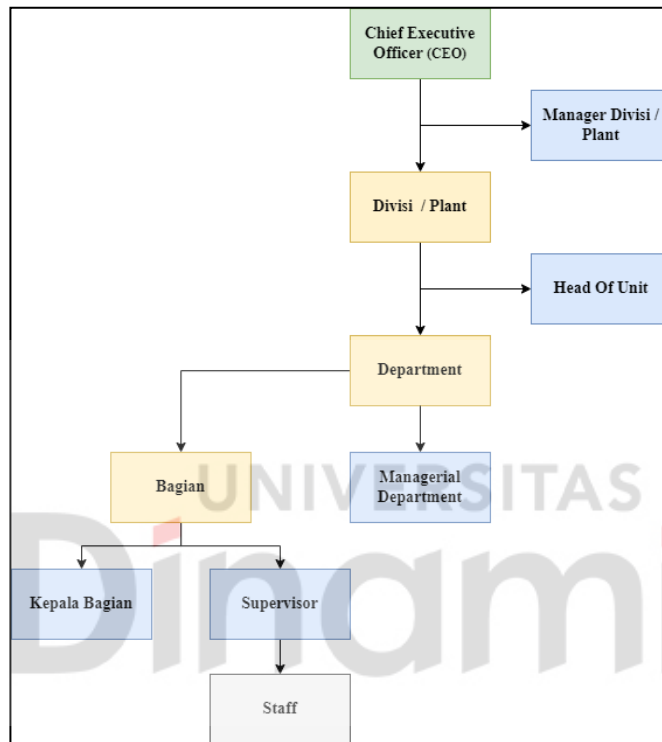 Chief Executive
Officer (CEO)
Manager Divisi /
Plant
Divisi / Plant
Head Of Unit
Department
Bagian
Managerial
Department
UNIVERSITAS
Dinami
Kepala Bagian
Supervisor
Staff